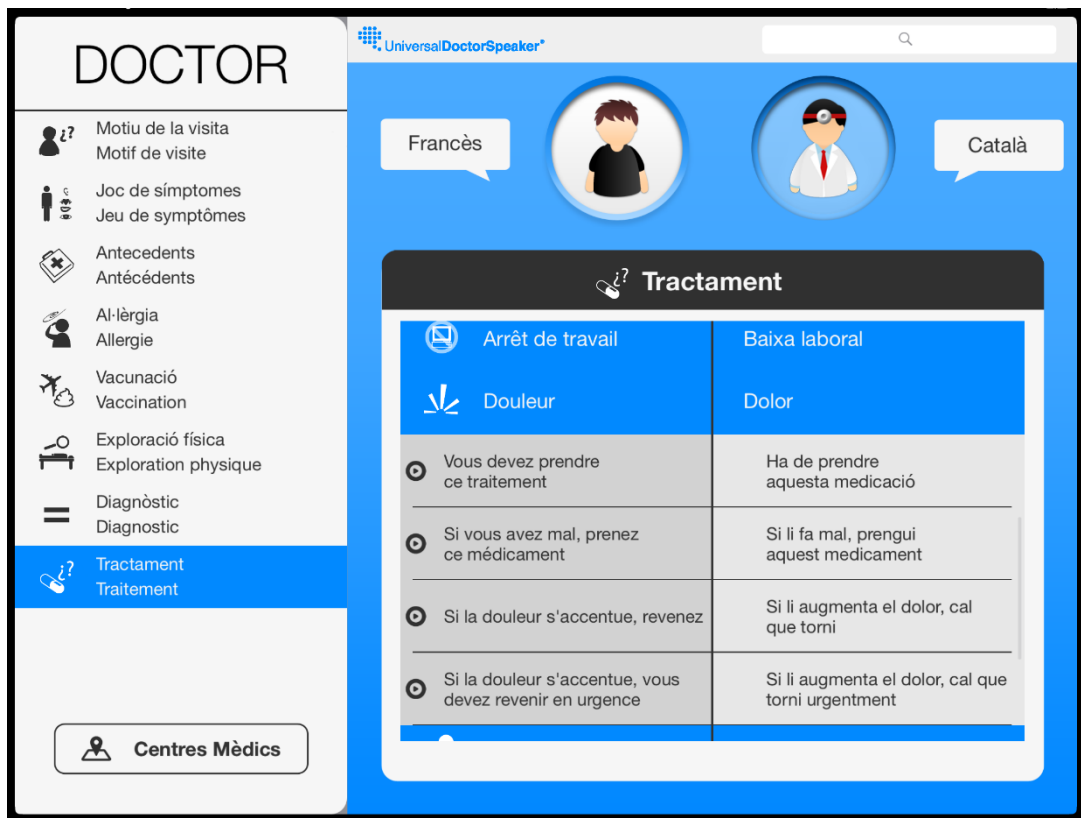 DOCTOR
¿?
Motiu de la visita
Motif de visite
Joc de símptomes
Jeu de symptômes
Antecedents
Antécédents
Al·lèrgia
Allergie
Vacunació
Vaccination
Exploració física
Exploration physique
Diagnòstic
Diagnostic
¿?
Tractament
Traitement
Centres Mèdics
UniversalDoctorSpeaker®
Francès
Català
¿? Tractament
Arrêt de travail
Baixa laboral
Douleur
Dolor
Vous devez prendre
ce traitement
Ha de prendre
aquesta medicació
Si vous avez mal, prenez
ce médicament
Si li fa mal, prengui
aquest medicament
Si la douleur s'accentue, revenez
Si li augmenta el dolor, cal
que torni
Si la douleur s'accentue, vous
devez revenir en urgence
Si li augmenta el dolor, cal que
torni urgentment